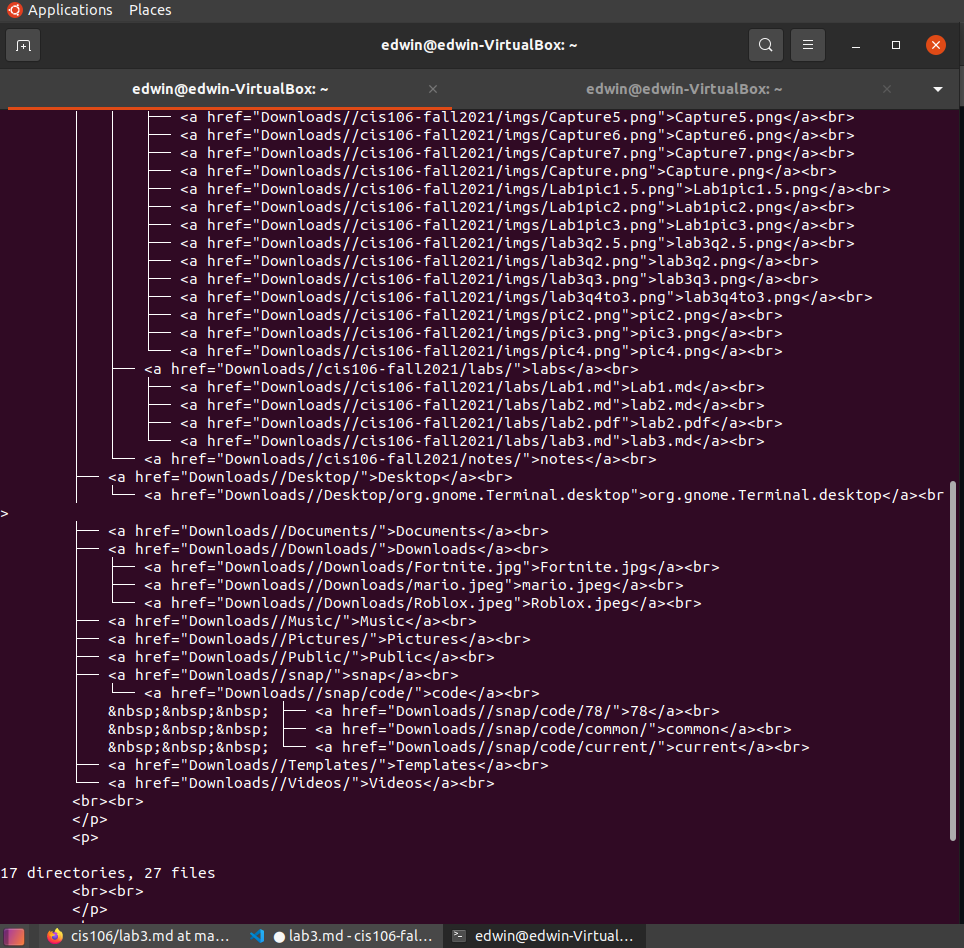 Applications Places
edwin@edwin-VirtualBox: ~
edwin@edwin-VirtualBox: ~ × edwin@edwin-VirtualBox: ~ ×
├── <a href="Downloads//cis106-fall2021/imgs/Capture5.png">Capture5.png</a><br>
├── <a href="Downloads//cis106-fall2021/imgs/Capture6.png">Capture6.png</a><br>
├── <a href="Downloads//cis106-fall2021/imgs/Capture7.png">Capture7.png</a><br>
├── <a href="Downloads//cis106-fall2021/imgs/Capture.png">Capture.png</a><br>
├── <a href="Downloads//cis106-fall2021/imgs/Lab1pic1.5.png">Lab1pic1.5.png</a><br>
├── <a href="Downloads//cis106-fall2021/imgs/Lab1pic2.png">Lab1pic2.png</a><br>
├── <a href="Downloads//cis106-fall2021/imgs/Lab1pic3.png">Lab1pic3.png</a><br>
├── <a href="Downloads//cis106-fall2021/imgs/lab3q2.5.png">lab3q2.5.png</a><br>
├── <a href="Downloads//cis106-fall2021/imgs/lab3q2.png">lab3q2.png</a><br>
├── <a href="Downloads//cis106-fall2021/imgs/lab3q3.png">lab3q3.png</a><br>
├── <a href="Downloads//cis106-fall2021/imgs/lab3q4to3.png">lab3q4to3.png</a><br>
├── <a href="Downloads//cis106-fall2021/imgs/pic2.png">pic2.png</a><br>
├── <a href="Downloads//cis106-fall2021/imgs/pic3.png">pic3.png</a><br>
└── <a href="Downloads//cis106-fall2021/imgs/pic4.png">pic4.png</a><br>
├── <a href="Downloads//cis106-fall2021/labs/">labs</a><br>
├── <a href="Downloads//cis106-fall2021/labs/Lab1.md">Lab1.md</a><br>
├── <a href="Downloads//cis106-fall2021/labs/lab2.md">lab2.md</a><br>
├── <a href="Downloads//cis106-fall2021/labs/lab2.pdf">lab2.pdf</a><br>
└── <a href="Downloads//cis106-fall2021/labs/lab3.md">lab3.md</a><br>
└── <a href="Downloads//cis106-fall2021/notes/">notes</a><br>
├── <a href="Downloads//Desktop/">Desktop</a><br>
└── <a href="Downloads//Desktop/org.gnome.Terminal.desktop">org.gnome.Terminal.desktop</a><br
>
├── <a href="Downloads//Documents/">Documents</a><br>
├── <a href="Downloads//Downloads/">Downloads</a><br>
├── <a href="Downloads//Downloads/Fortnite.jpg">Fortnite.jpg</a><br>
├── <a href="Downloads//Downloads/mario.jpeg">mario.jpeg</a><br>
└── <a href="Downloads//Downloads/Roblox.jpeg">Roblox.jpeg</a><br>
├── <a href="Downloads//Music/">Music</a><br>
├── <a href="Downloads//Pictures/">Pictures</a><br>
├── <a href="Downloads//Public/">Public</a><br>
├── <a href="Downloads//snap/">snap</a><br>
└── <a href="Downloads//snap/code/">code</a><br>
&nbsp;&nbsp;&nbsp; ├── <a href="Downloads//snap/code/78/">78</a><br>
&nbsp;&nbsp;&nbsp; ├── <a href="Downloads//snap/code/common/">common</a><br>
&nbsp;&nbsp;&nbsp; └── <a href="Downloads//snap/code/current/">current</a><br>
├── <a href="Downloads//Templates/">Templates</a><br>
└── <a href="Downloads//Videos/">Videos</a><br>
<br><br>
</p>
<p>
17 directories, 27 files
<br><br>
</p>
cis106/lab3.md at ma... ● lab3.md - cis106-fal... edwin@edwin-Virtual...